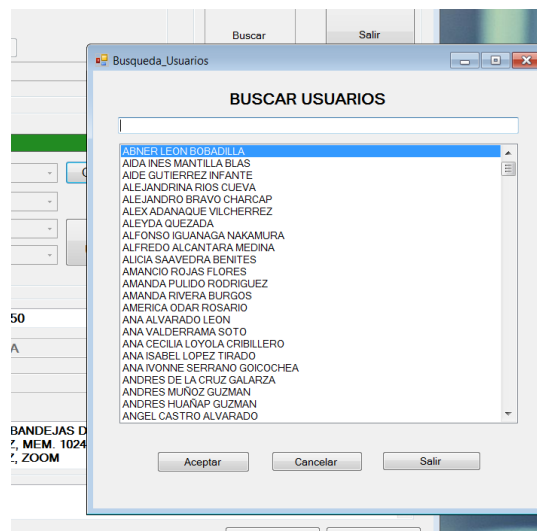 Buscar
Salir
Busqueda_Usuarios
BUSCAR USUARIOS
ABNER LEON BOBADILLA
AIDA INES MANTILLA BLAS
AIDE GUTIERREZ INFANTE
ALEJANDRINA RIOS CUEVA
ALEJANDRO BRAVO CHARCAP
ALEX ADANAQUE VILCHERREZ
ALEYDA QUEZADA
ALFONSO IGUANAGA NAKAMURA
ALFREDO ALCANTARA MEDINA
ALICIA SAAVEDRA BENITES
AMANCIO ROJAS FLORES
AMANDA PULIDO RODRIGUEZ
AMANDA RIVERA BURGOS
AMERICA ODAR ROSARIO
ANA ALVARADO LEON
ANA VALDERRAMA SOTO
ANA CECILIA LOYOLA CRIBILLERO
ANA ISABEL LOPEZ TIRADO
ANA IVONNE SERRANO GOICOCHEA
ANDRES DE LA CRUZ GALARZA
ANDRES MUÑOZ GUZMAN
ANDRES HUAÑAP GUZMAN
ANGEL CASTRO ALVARADO
Aceptar
Cancelar
Salir
50
A
BANDEJAS D
Z, MEM. 1024
Z, ZOOM